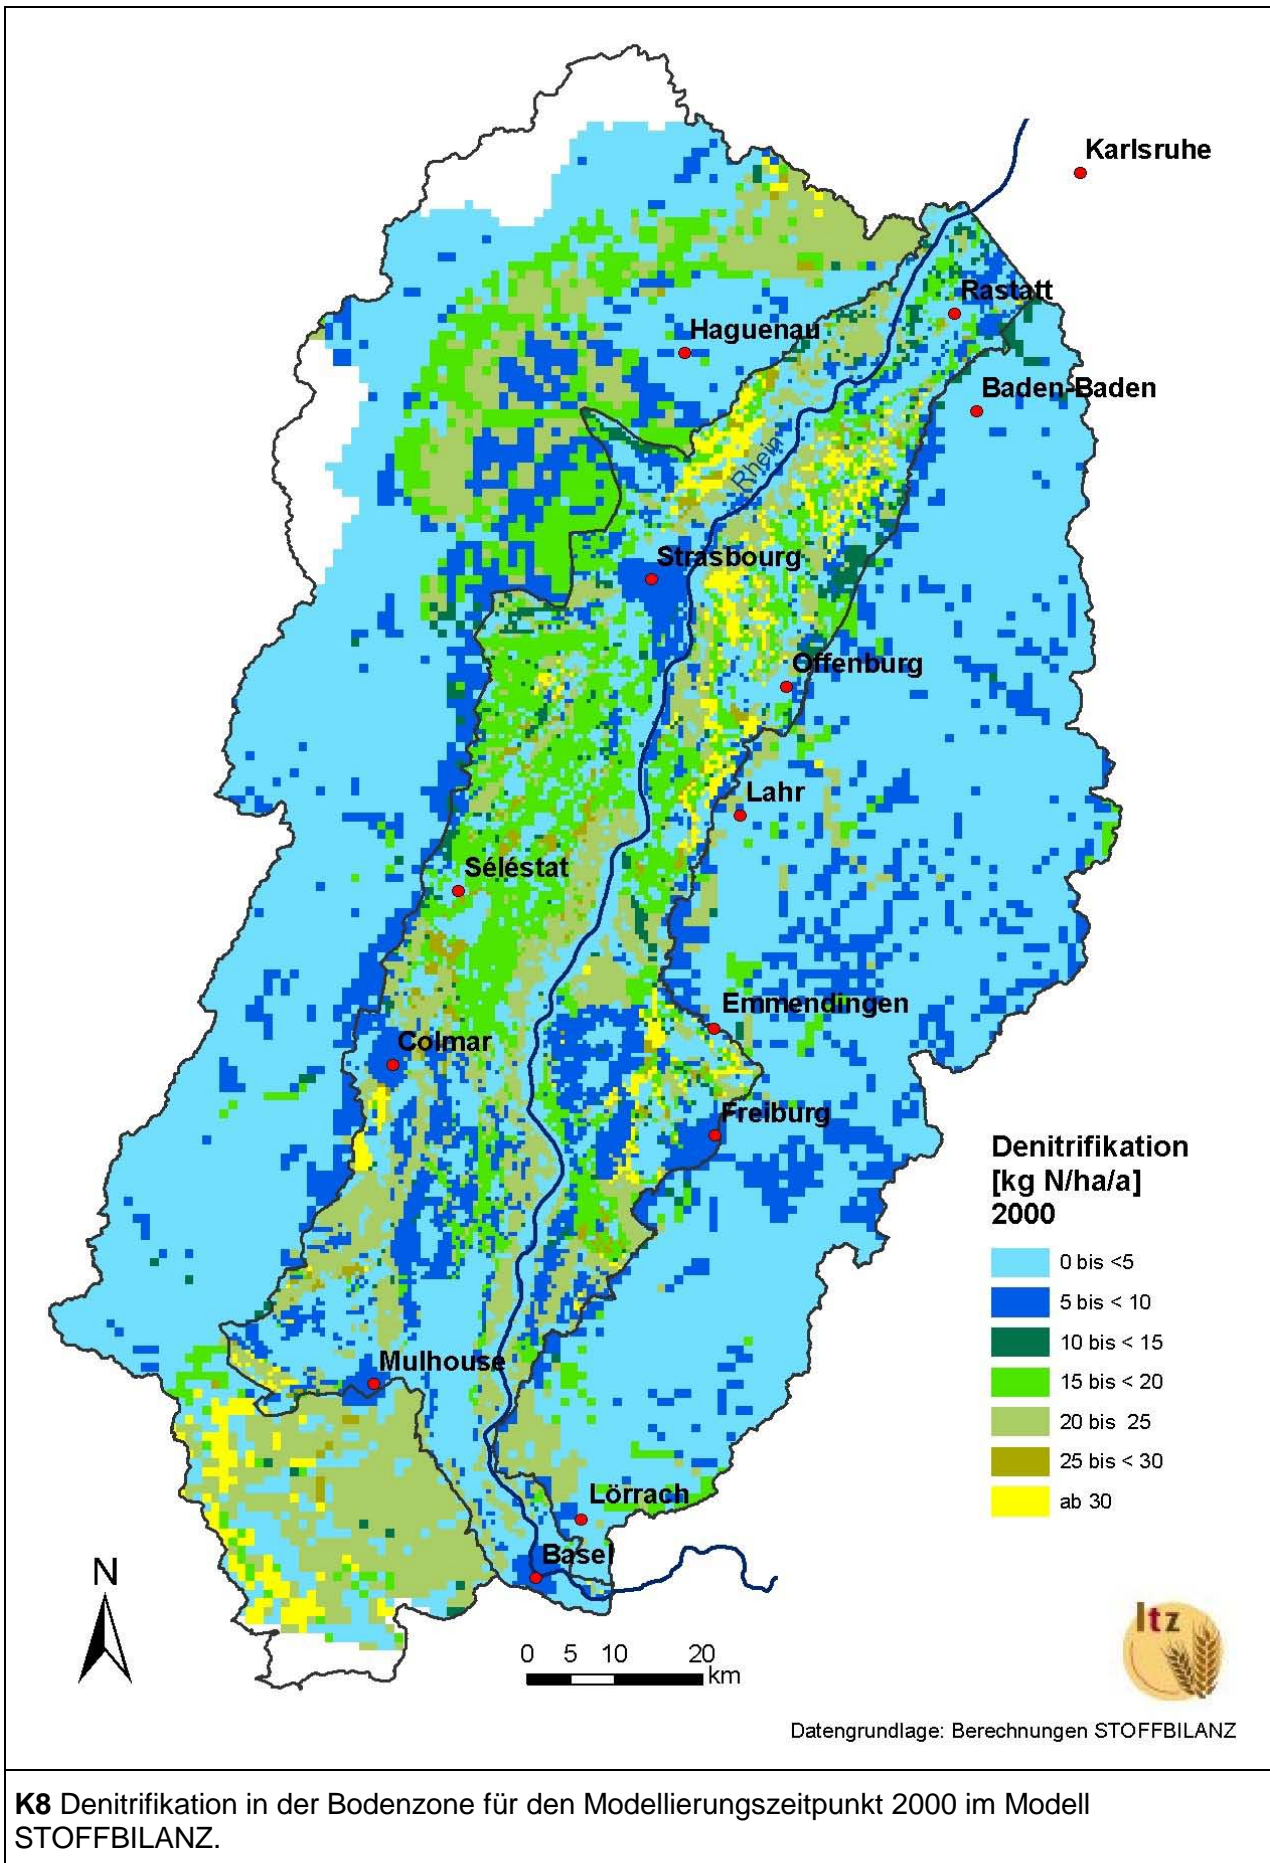 Karlsruhe
Rastatt
Haguenau
Baden-Baden
Rhein
Strasbourg
Offenburg
Lahr
Séléstat
Emmendingen
Colmar
Freiburg
Denitrifikation
[kg N/ha/a]
2000
0 bis <5
5 bis < 10
10 bis < 15
15 bis < 20
20 bis 25
25 bis < 30
ab 30
Mulhouse
Lörrach
Basel
N
0 5 10 20
km
ltz
Datengrundlage: Berechnungen STOFFBILANZ
K8 Denitrifikation in der Bodenzone für den Modellierungszeitpunkt 2000 im Modell
STOFFBILANZ.